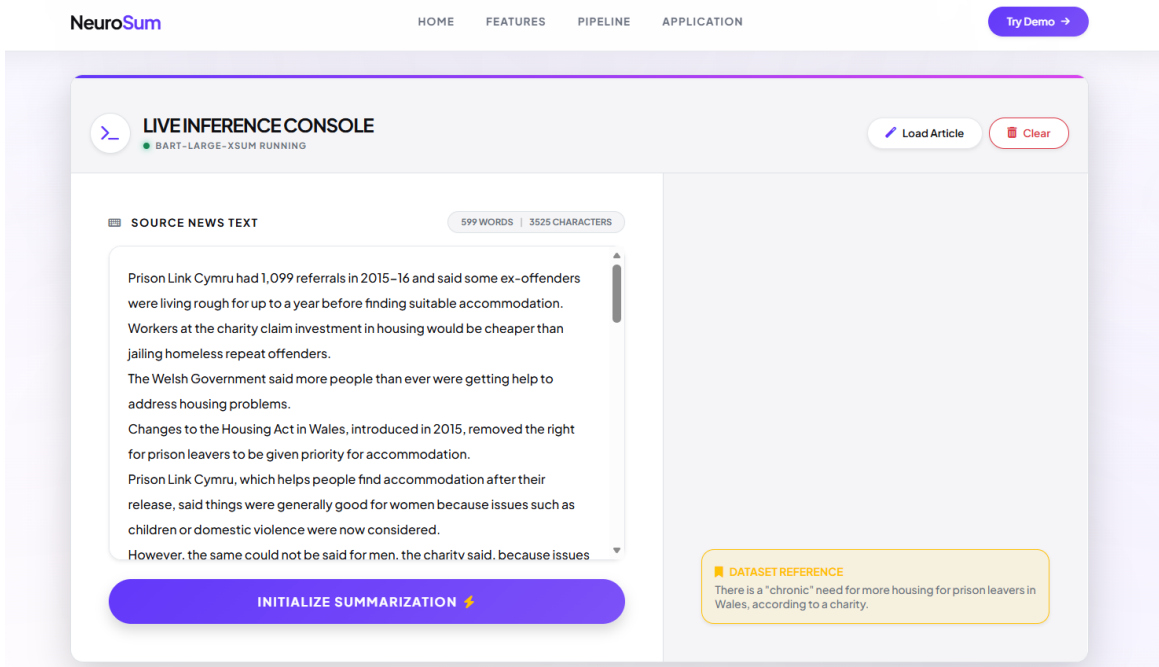 NeuroSum
HOME FEATURES PIPELINE APPLICATION
Try Demo →
LIVE INFERENCE CONSOLE
BART-LARGE-XSUM RUNNING
Load Article
Clear
SOURCE NEWS TEXT
599 WORDS | 3525 CHARACTERS
Prison Link Cymru had 1,099 referrals in 2015-16 and said some ex-offenders
were living rough for up to a year before finding suitable accommodation.
Workers at the charity claim investment in housing would be cheaper than
jailing homeless repeat offenders.
The Welsh Government said more people than ever were getting help to
address housing problems.
Changes to the Housing Act in Wales, introduced in 2015, removed the right
for prison leavers to be given priority for accommodation.
Prison Link Cymru, which helps people find accommodation after their
release, said things were generally good for women because issues such as
children or domestic violence were now considered.
However, the same could not be said for men, the charity said, because issues
INITIALIZE SUMMARIZATION ⚡
DATASET REFERENCE
There is a "chronic" need for more housing for prison leavers in
Wales, according to a charity.